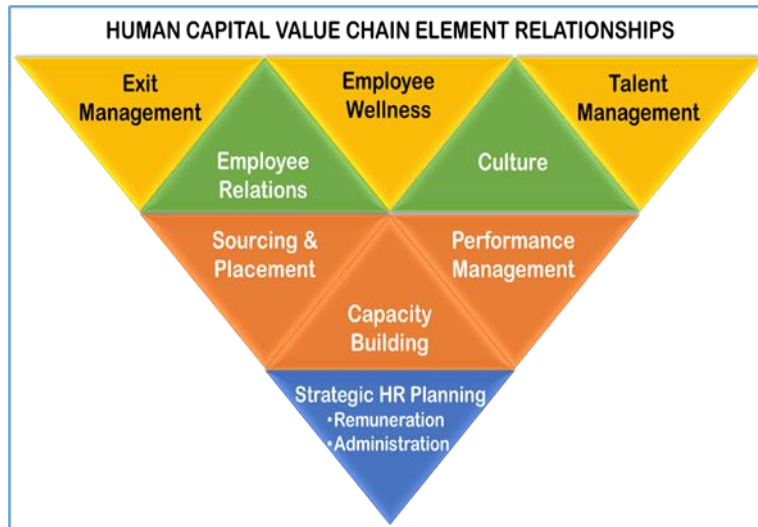 HUMAN CAPITAL VALUE CHAIN ELEMENT RELATIONSHIPS
Exit
Management
Employee
Wellness
Talent
Management
Employee
Relations
Culture
Sourcing &
Placement
Performance
Management
Capacity
Building
Strategic HR Planning
•Remuneration
•Administration